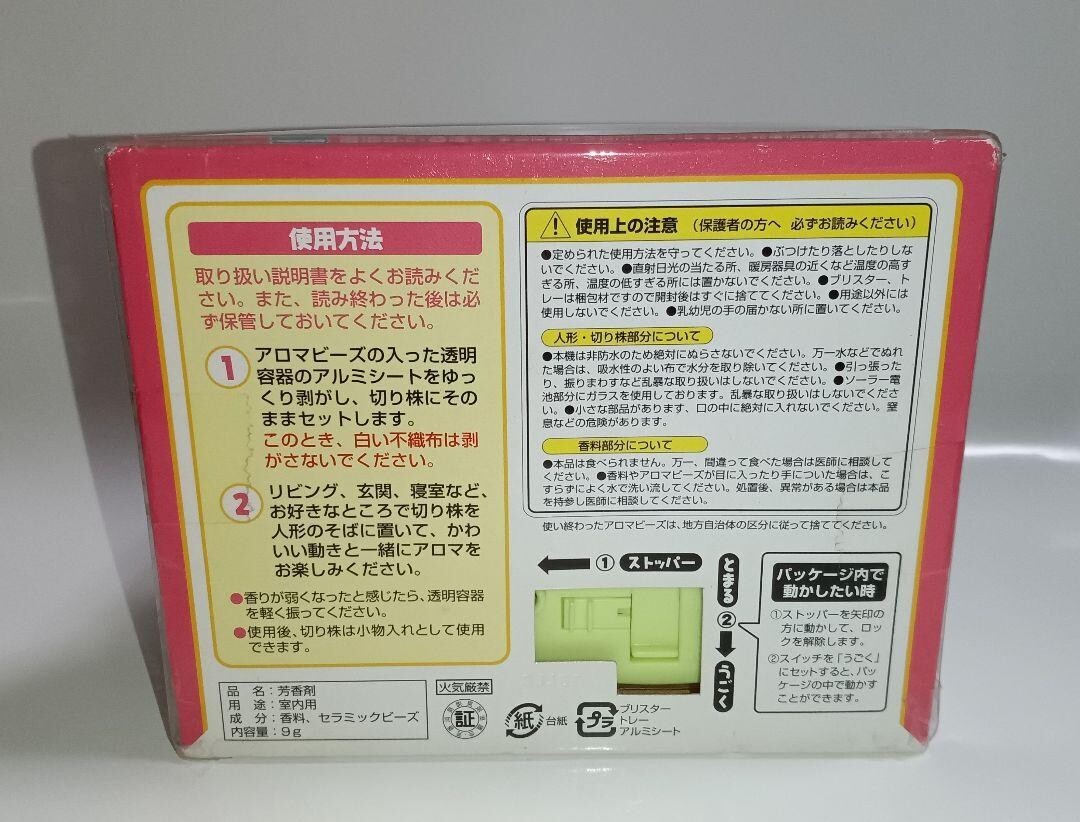 使用方法
取り扱い説明書をよくお読みくだ
さい。また、読み終わった後は必
ず保管しておいてください。
1 アロマビーズの入った透明
容器のアルミシートをゆっ
くり剥がし、切り株にその
ままセットします。
このとき、白い不織布は剥
がさないでください。
2 リビング、玄関、寝室など、
お好きなところで切り株を
人形のそばに置いて、かわ
いい動きと一緒にアロマを
お楽しみください。
●香りが弱くなったと感じたら、透明容器
を軽く振ってください。
●使用後、切り株は小物入れとして使用
できます。
品 名：芳香剤
用 途：室内用
成 分：香料、セラミックビーズ
内容量：9g
火気厳禁
証
紙
台紙
プラ
ブリスター
トレー
アルミシート
使用上の注意 （保護者の方へ 必ずお読みください）
●定められた使用方法を守ってください。●ぶつけたり落としたりしな
いでください。●直射日光の当たる所、暖房器具の近くなど温度の高す
ぎる所、温度の低すぎる所には置かないでください。●ブリスター、ト
レーは梱包材ですので開封後はすぐに捨ててください。●用途以外には
使用しないでください。●乳幼児の手の届かない所に置いてください。
人形・切り株部分について
●本機は非防水のため絶対にぬらさないでください。万一水などでぬれ
た場合は、吸水性のよい布で水分を取り除いてください。●引っ張った
り、振りまわすなど乱暴な取り扱いはしないでください。●ソーラー電
池部分にガラスを使用しております。乱暴な取り扱いはしないでくださ
い。●小さな部品があります、口の中に絶対に入れないでください。窒
息などの危険があります。
香料部分について
●本品は食べられません。万一、間違って食べた場合は医師に相談して
ください。●香料やアロマビーズが目に入ったり手についた場合は、こ
すらずによく水で洗い流してください。処置後、異常がある場合は本品
を持参し医師に相談してください。
使い終わったアロマビーズは、地方自治体の区分に従って捨ててください。
① ストッパー
とまる
②
うごく
パッケージ内で
動かしたい時
①ストッパーを矢印の
方に動かして、ロッ
クを解除します。
②スイッチを「うごく」
にセットすると、パッ
ケージの中で動かす
ことができます。